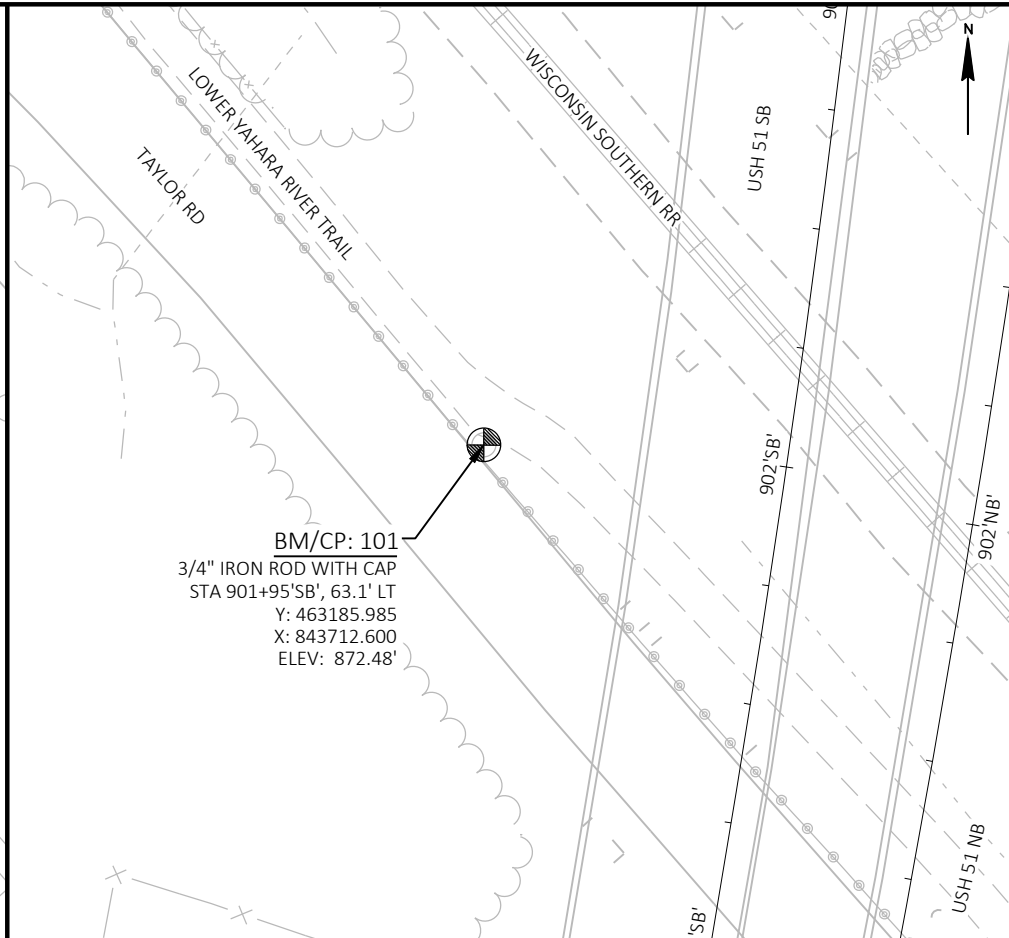 90
N
LOWER YAHARA RIVER TRAIL
WISCONSIN SOUTHERN RR
USH 51 SB
TAYLOR RD
902'SB'
902'NB'
BM/CP: 101
3/4" IRON ROD WITH CAP
STA 901+95'SB', 63.1' LT
Y: 463185.985
X: 843712.600
ELEV: 872.48'
USH 51 NB
'SB'